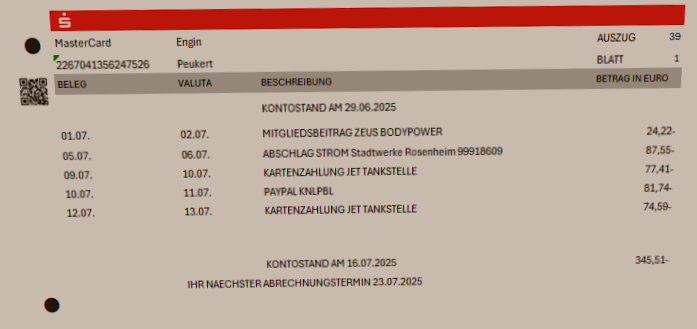 MasterCard Engin AUSZUG 39
2267041356247526 Peukert BLATT 1
BELEG VALUTA BESCHREIBUNG BETRAG IN EURO
KONTOSTAND AM 29.06.2025
01.07. 02.07. MITGLIEDSBEITRAG ZEUS BODYPOWER 24,22-
05.07. 06.07. ABSCHLAG STROM Stadtwerke Rosenheim 99918609 87,55-
09.07. 10.07. KARTENZAHLUNG JET TANKSTELLE 77,41-
10.07. 11.07. PAYPAL KNLPBL 81,74-
12.07. 13.07. KARTENZAHLUNG JET TANKSTELLE 74,59-
KONTOSTAND AM 16.07.2025 345,51-
IHR NAECHSTER ABRECHNUNGSTERMIN 23.07.2025